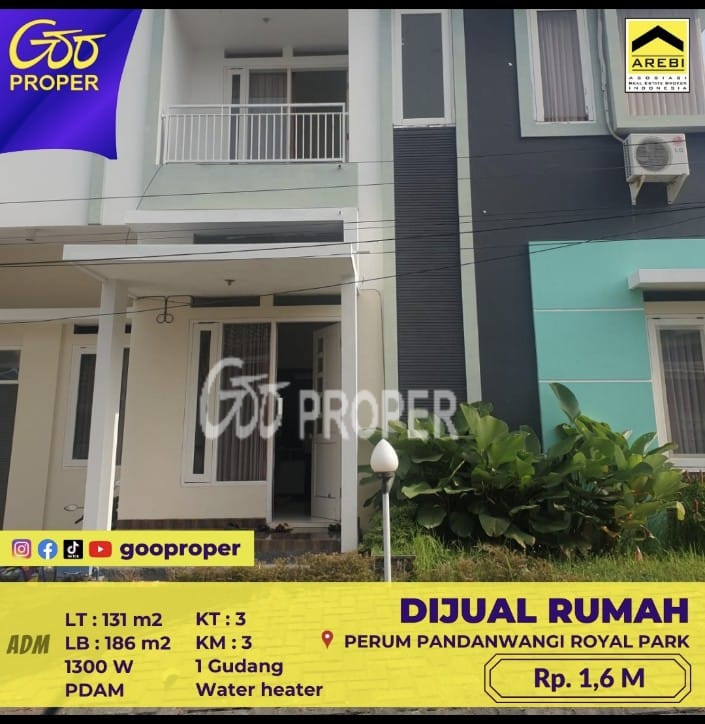 GOO
PROPER
AREBI
ASOSIASI
REAL ESTATE BROKER
INDONESIA
LG
GOO PROPER
gooproper
ADM
LT : 131 m2
LB : 186 m2
1300 W
PDAM
KT : 3
KM : 3
1 Gudang
Water heater
DIJUAL RUMAH
PERUM PANDANWANGI ROYAL PARK
Rp. 1,6 M